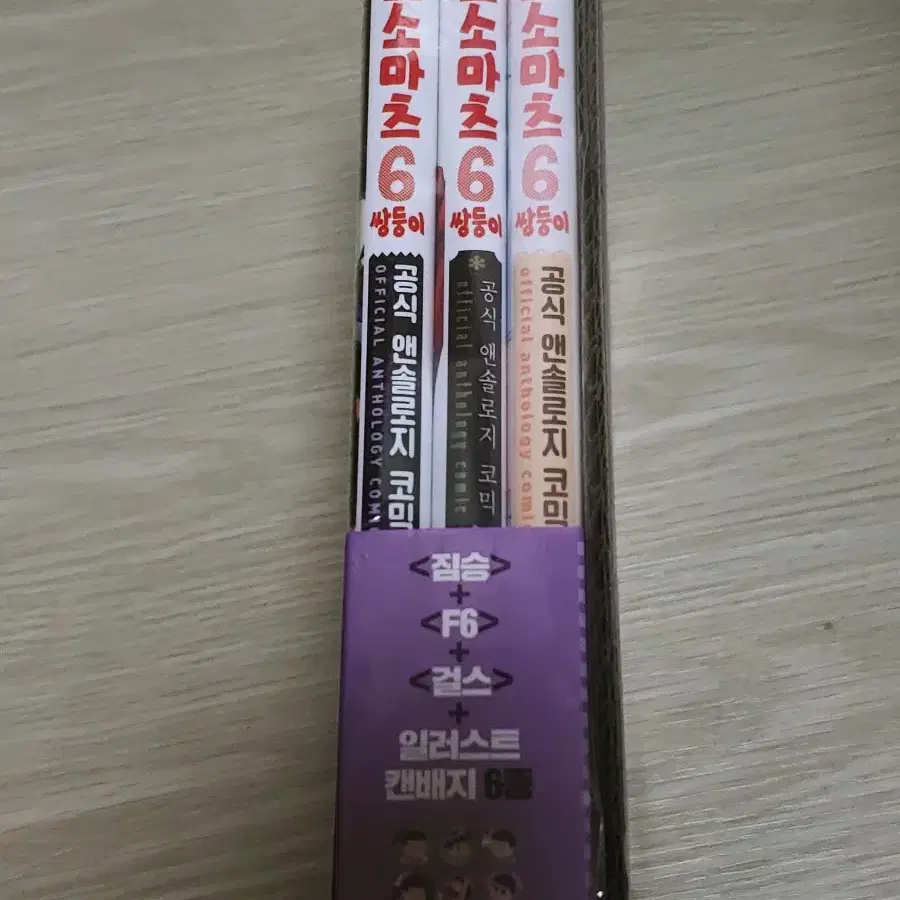 소마츠
6
쌍둥이
공식 앤솔로지 코믹
OFFICIAL ANTHOLOGY COM
소마츠
6
쌍둥이
공식 앤솔로지 코믹
official anthology comic
소마츠
6
쌍둥이
공식 앤솔로지 코믹
official anthology comi
<짐승>
+
<F6>
+
<걸스>
+
일러스트
캔배지 6종